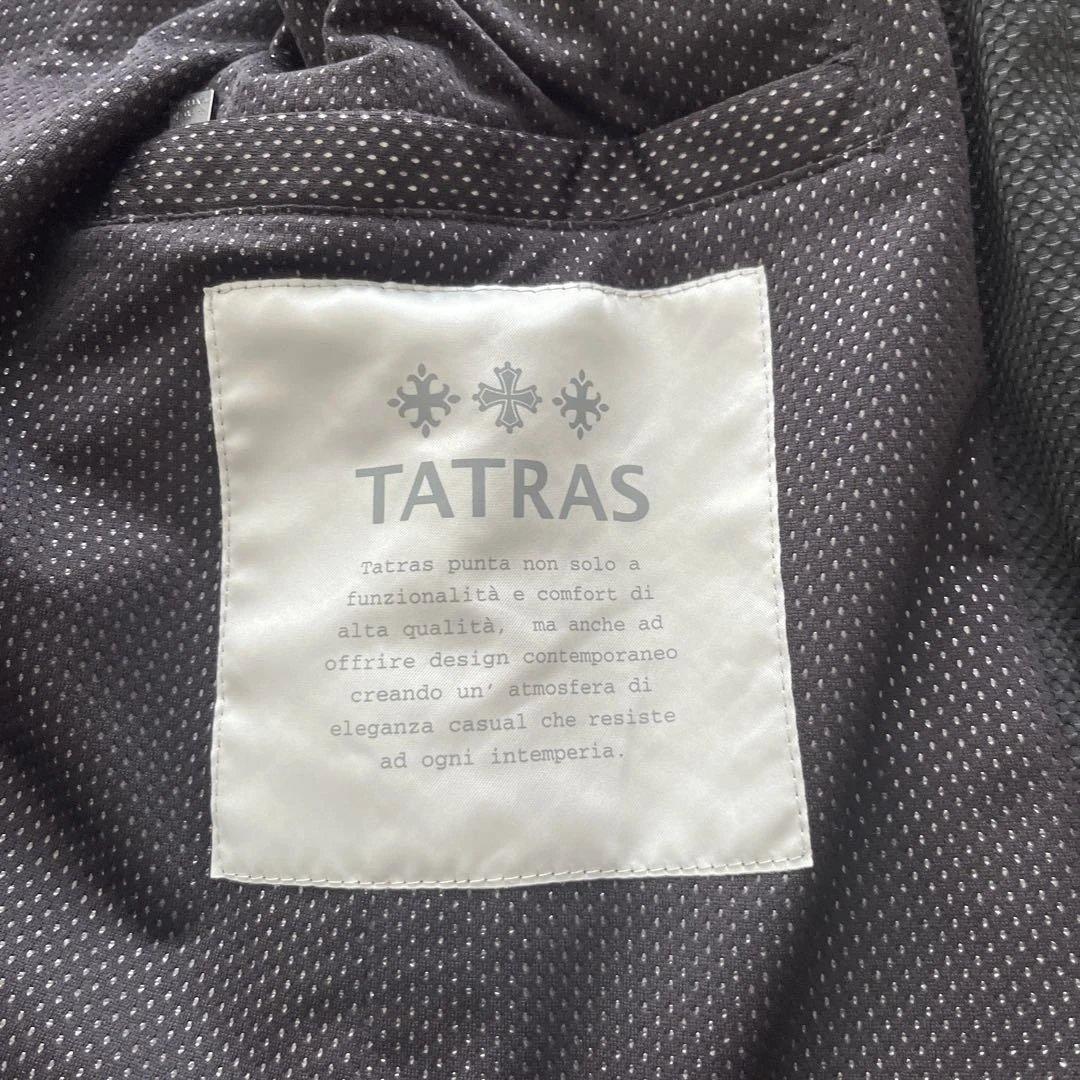 TATRAS
Tatras punta non solo a
funzionalità e comfort di
alta qualità, ma anche ad
offrire design contemporaneo
creando un' atmosfera di
eleganza casual che resiste
ad ogni intemperia.